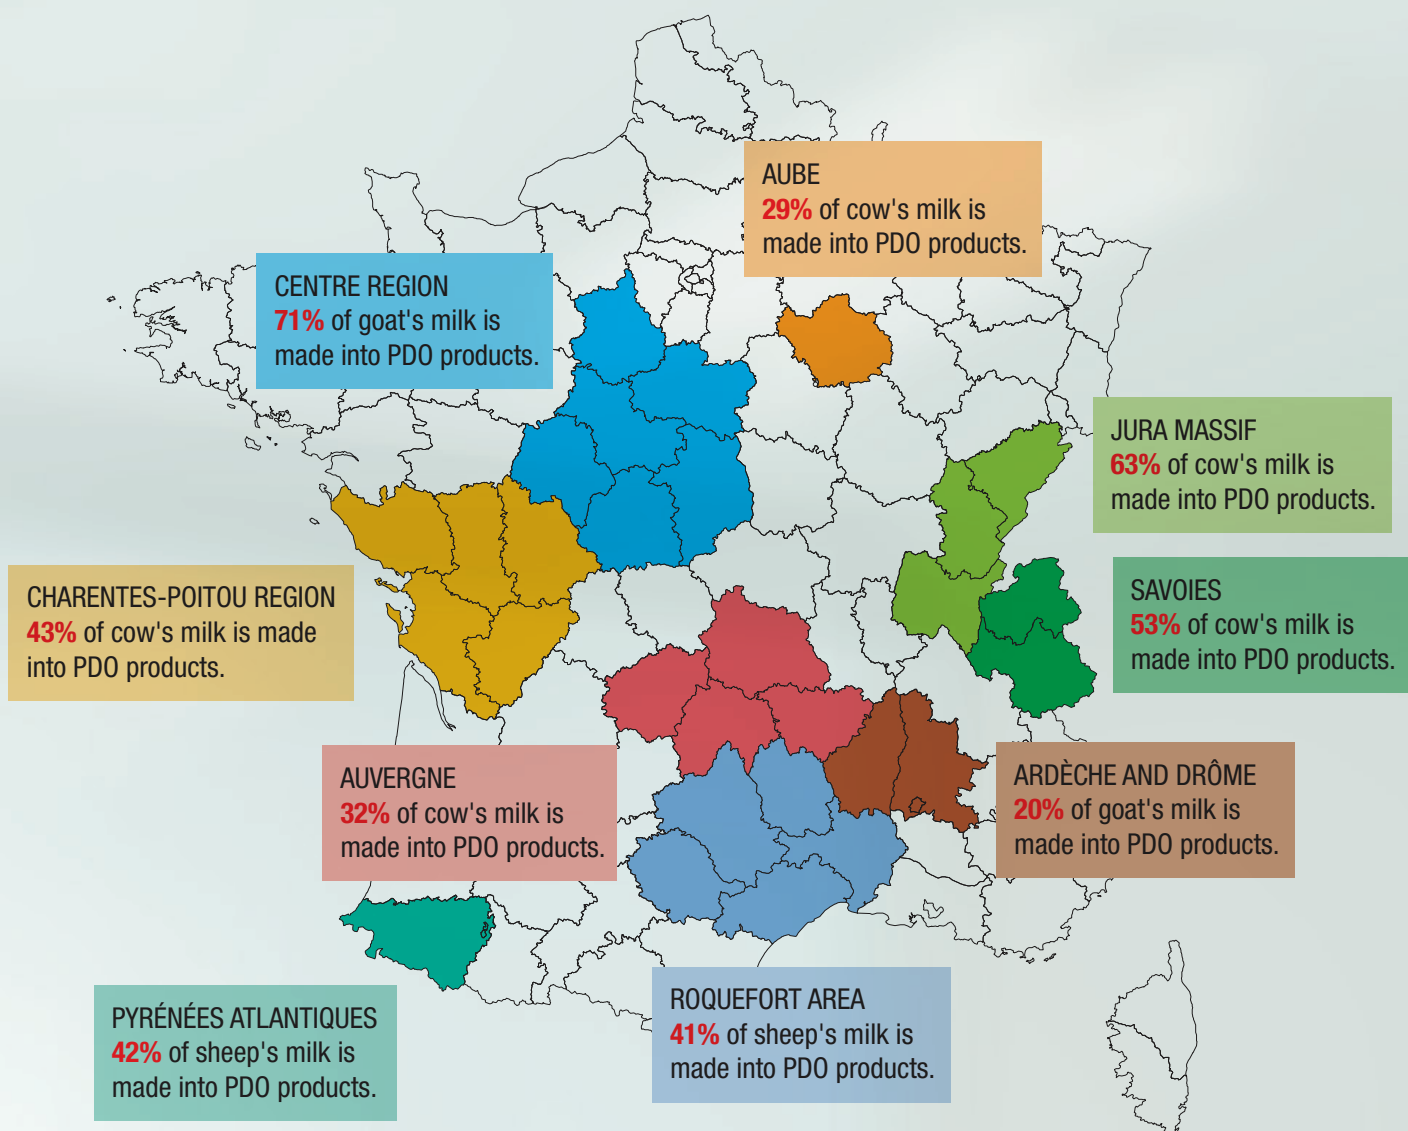 AUBE
29% of cow's milk is
made into PDO products.
CENTRE REGION
71% of goat's milk is
made into PDO products.
JURA MASSIF
63% of cow's milk is
made into PDO products.
SAVOIES
53% of cow's milk is
made into PDO products.
CHARENTES-POITOU REGION
43% of cow's milk is made
into PDO products.
AUVERGNE
32% of cow's milk is
made into PDO products.
ARDÈCHE AND DRÔME
20% of goat's milk is
made into PDO products.
ROQUEFORT AREA
41% of sheep's milk is
made into PDO products.
PYRÉNÉES ATLANTIQUES
42% of sheep's milk is
made into PDO products.